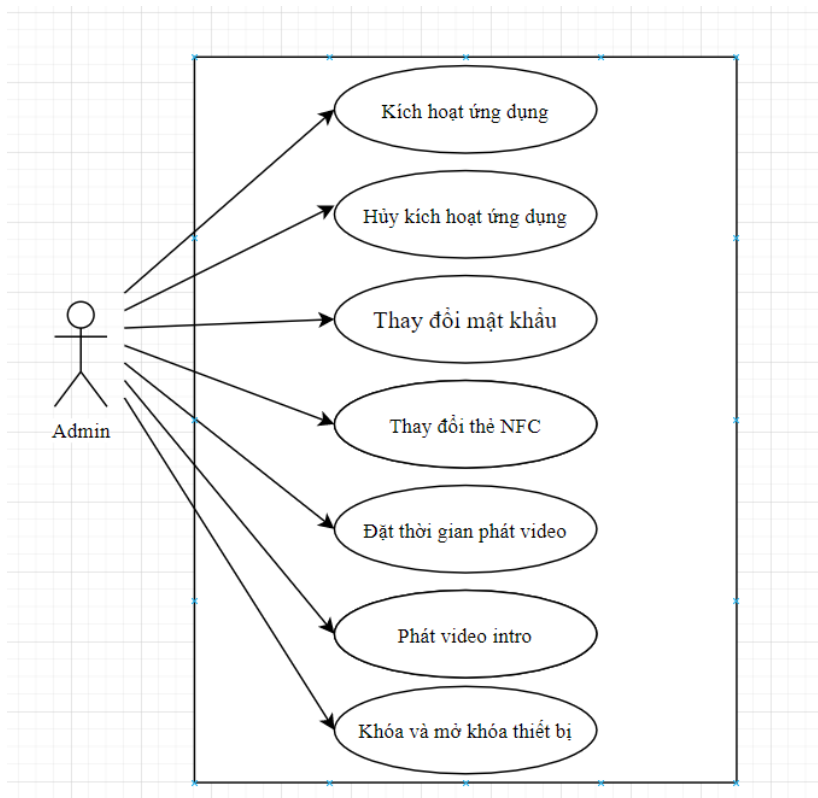 Kích hoạt ứng dụng
Hủy kích hoạt ứng dụng
Thay đổi mật khẩu
Thay đổi thẻ NFC
Admin
Đặt thời gian phát video
Phát video intro
Khóa và mở khóa thiết bị